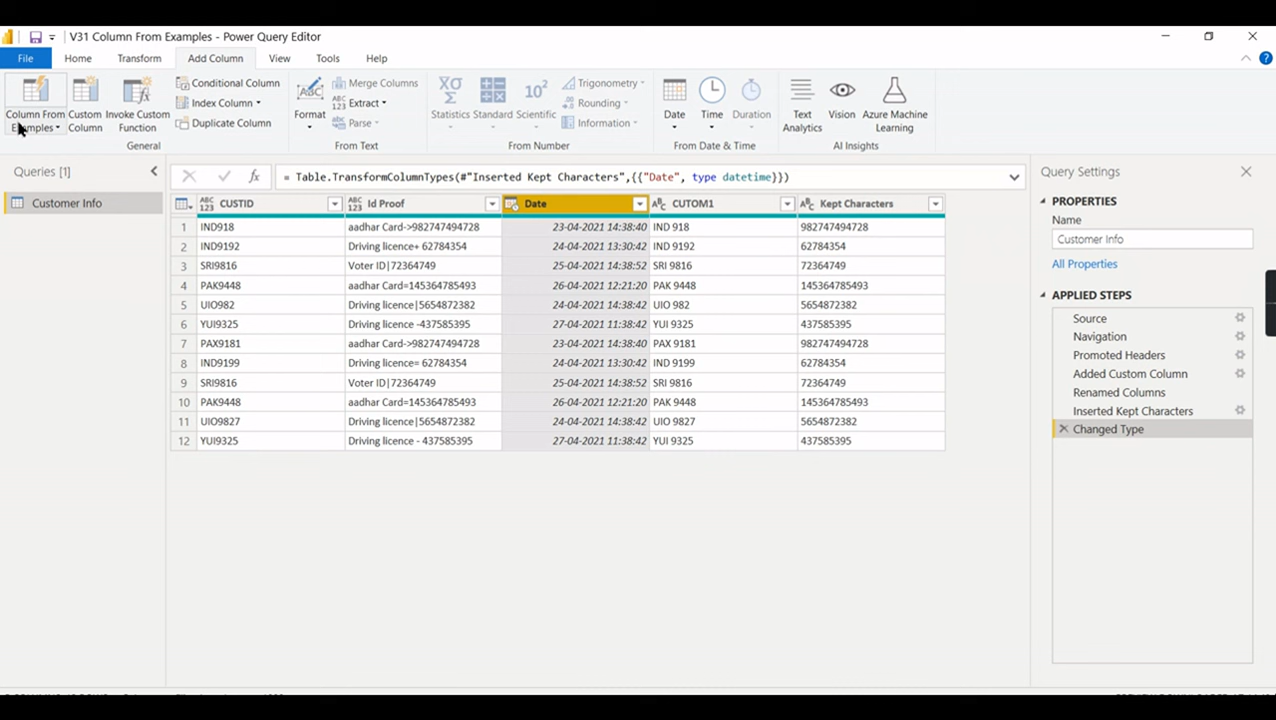 V31 Column From Examples - Power Query Editor
File Home Transform Add Column View Tools Help
Column From Examples
Custom Column
Invoke Custom Function
Conditional Column
Index Column
Duplicate Column
General
Format
Merge Columns
Extract
Parse
From Text
Statistics
Standard
Scientific
Trigonometry
Rounding
Information
From Number
Date
Time
Duration
From Date & Time
Text Analytics
Vision
Azure Machine Learning
AI Insights
Queries [1]
Customer Info
= Table.TransformColumnTypes(#"Inserted Kept Characters",{{"Date", type datetime}})
CUSTID Id Proof Date CUTOM1 Kept Characters
1 IND918 aadhar Card->982747494728 23-04-2021 14:38:40 IND 918 982747494728
2 IND9192 Driving licence+ 62784354 24-04-2021 13:30:42 IND 9192 62784354
3 SRI9816 Voter ID|72364749 25-04-2021 14:38:52 SRI 9816 72364749
4 PAK9448 aadhar Card=145364785493 26-04-2021 12:21:20 PAK 9448 145364785493
5 UIO982 Driving licence|5654872382 24-04-2021 14:38:42 UIO 982 5654872382
6 YUI9325 Driving licence -437585395 27-04-2021 11:38:42 YUI 9325 437585395
7 PAX9181 aadhar Card->982747494728 23-04-2021 14:38:40 PAX 9181 982747494728
8 IND9199 Driving licence= 62784354 24-04-2021 13:30:42 IND 9199 62784354
9 SRI9816 Voter ID|72364749 25-04-2021 14:38:52 SRI 9816 72364749
10 PAK9448 aadhar Card=145364785493 26-04-2021 12:21:20 PAK 9448 145364785493
11 UIO9827 Driving licence|5654872382 24-04-2021 14:38:42 UIO 9827 5654872382
12 YUI9325 Driving licence - 437585395 27-04-2021 11:38:42 YUI 9325 437585395
Query Settings
PROPERTIES
Name
Customer Info
All Properties
APPLIED STEPS
Source
Navigation
Promoted Headers
Added Custom Column
Renamed Columns
Inserted Kept Characters
Changed Type